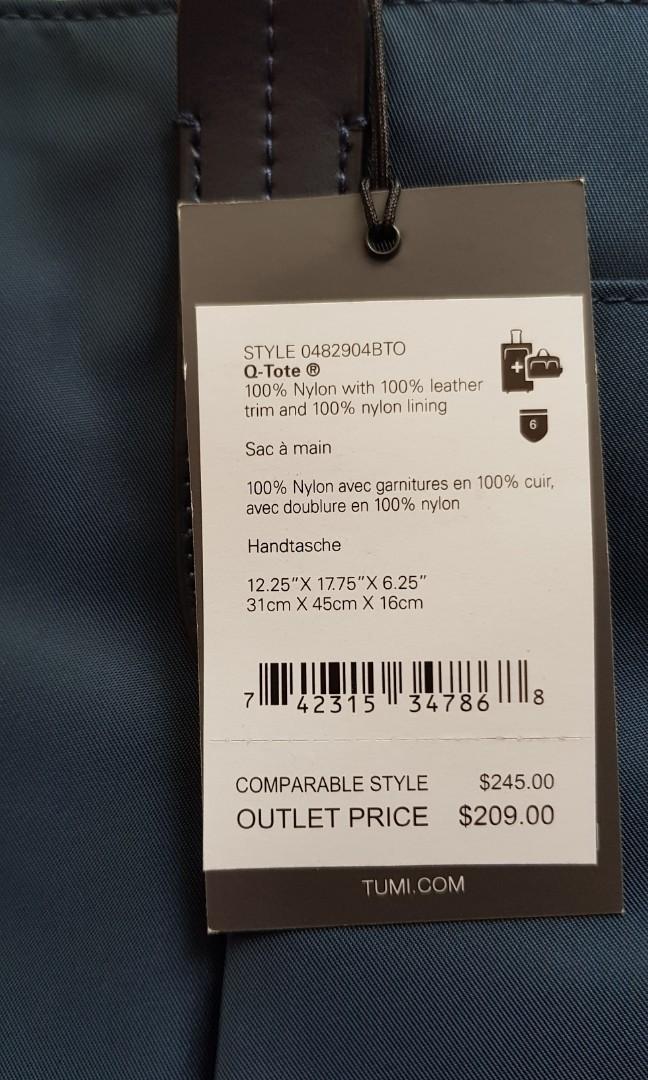 STYLE 0482904BTO
Q-Tote ®
100% Nylon with 100% leather
trim and 100% nylon lining
6
Sac à main
100% Nylon avec garnitures en 100% cuir,
avec doublure en 100% nylon
Handtasche
12.25"X 17.75"X 6.25"
31cm X 45cm X 16cm
7 42315 34786 8
COMPARABLE STYLE $245.00
OUTLET PRICE $209.00
TUMI.COM